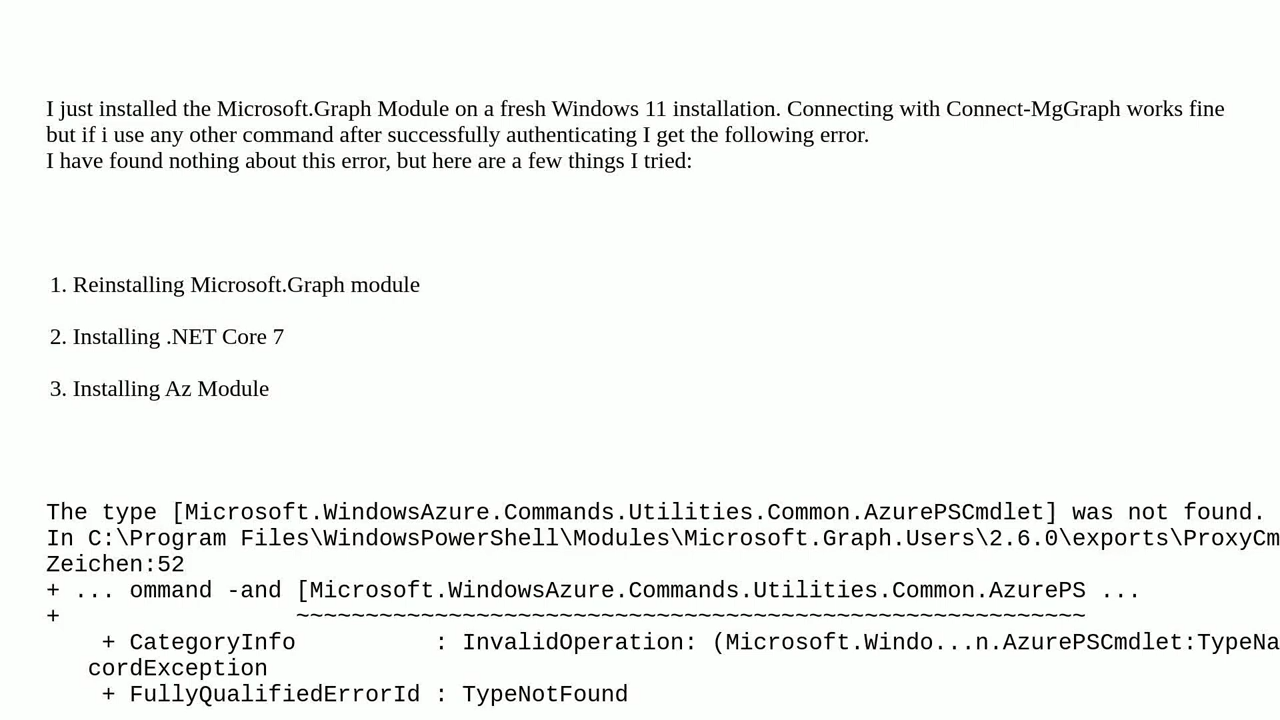 I just installed the Microsoft.Graph Module on a fresh Windows 11 installation. Connecting with Connect-MgGraph works fine
but if i use any other command after successfully authenticating I get the following error.
I have found nothing about this error, but here are a few things I tried:
1. Reinstalling Microsoft.Graph module
2. Installing .NET Core 7
3. Installing Az Module
The type [Microsoft.WindowsAzure.Commands.Utilities.Common.AzurePSCmdlet] was not found.
In C:\Program Files\WindowsPowerShell\Modules\Microsoft.Graph.Users\2.6.0\exports\ProxyCm
Zeichen:52
+ ... ommand -and [Microsoft.WindowsAzure.Commands.Utilities.Common.AzurePS ...
+                 ~~~~~~~~~~~~~~~~~~~~~~~~~~~~~~~~~~~~~~~~~~~~~~~~~~~~~~~~~
    + CategoryInfo          : InvalidOperation: (Microsoft.Windo...n.AzurePSCmdlet:TypeNa
   cordException
    + FullyQualifiedErrorId : TypeNotFound